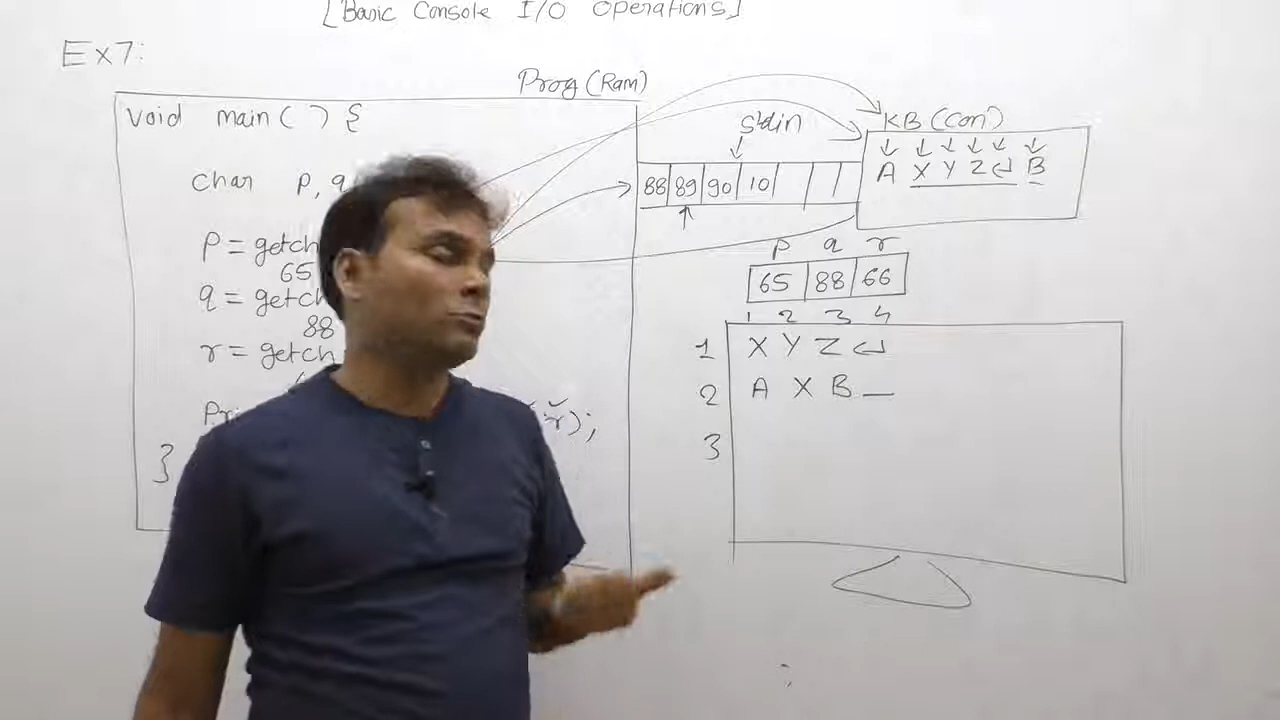 [Basic Console I/O Operations]
Ex7:
Prog (Ram)
void main( ) {
char p, q
p = getch
65
q = getch
88
r = getch
Pri
r);
}
stdin
88 89 90 10
KB (Con)
A X Y Z ↵ B
p q r
65 88 66
1 2 3 4
1 X Y Z ↵
2 A X B _
3